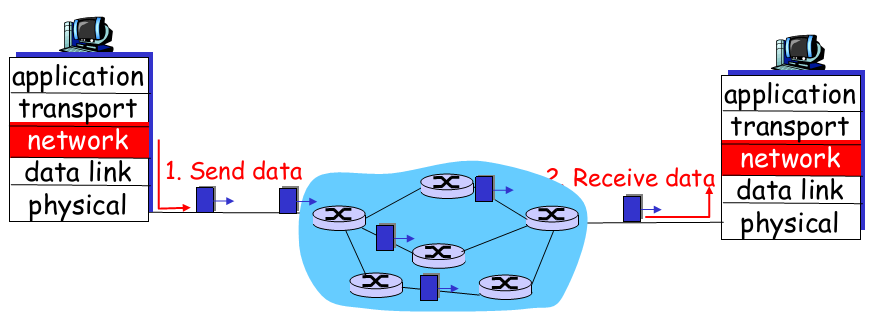 application
transport
network
data link
physical
1. Send data
2. Receive data
application
transport
network
data link
physical